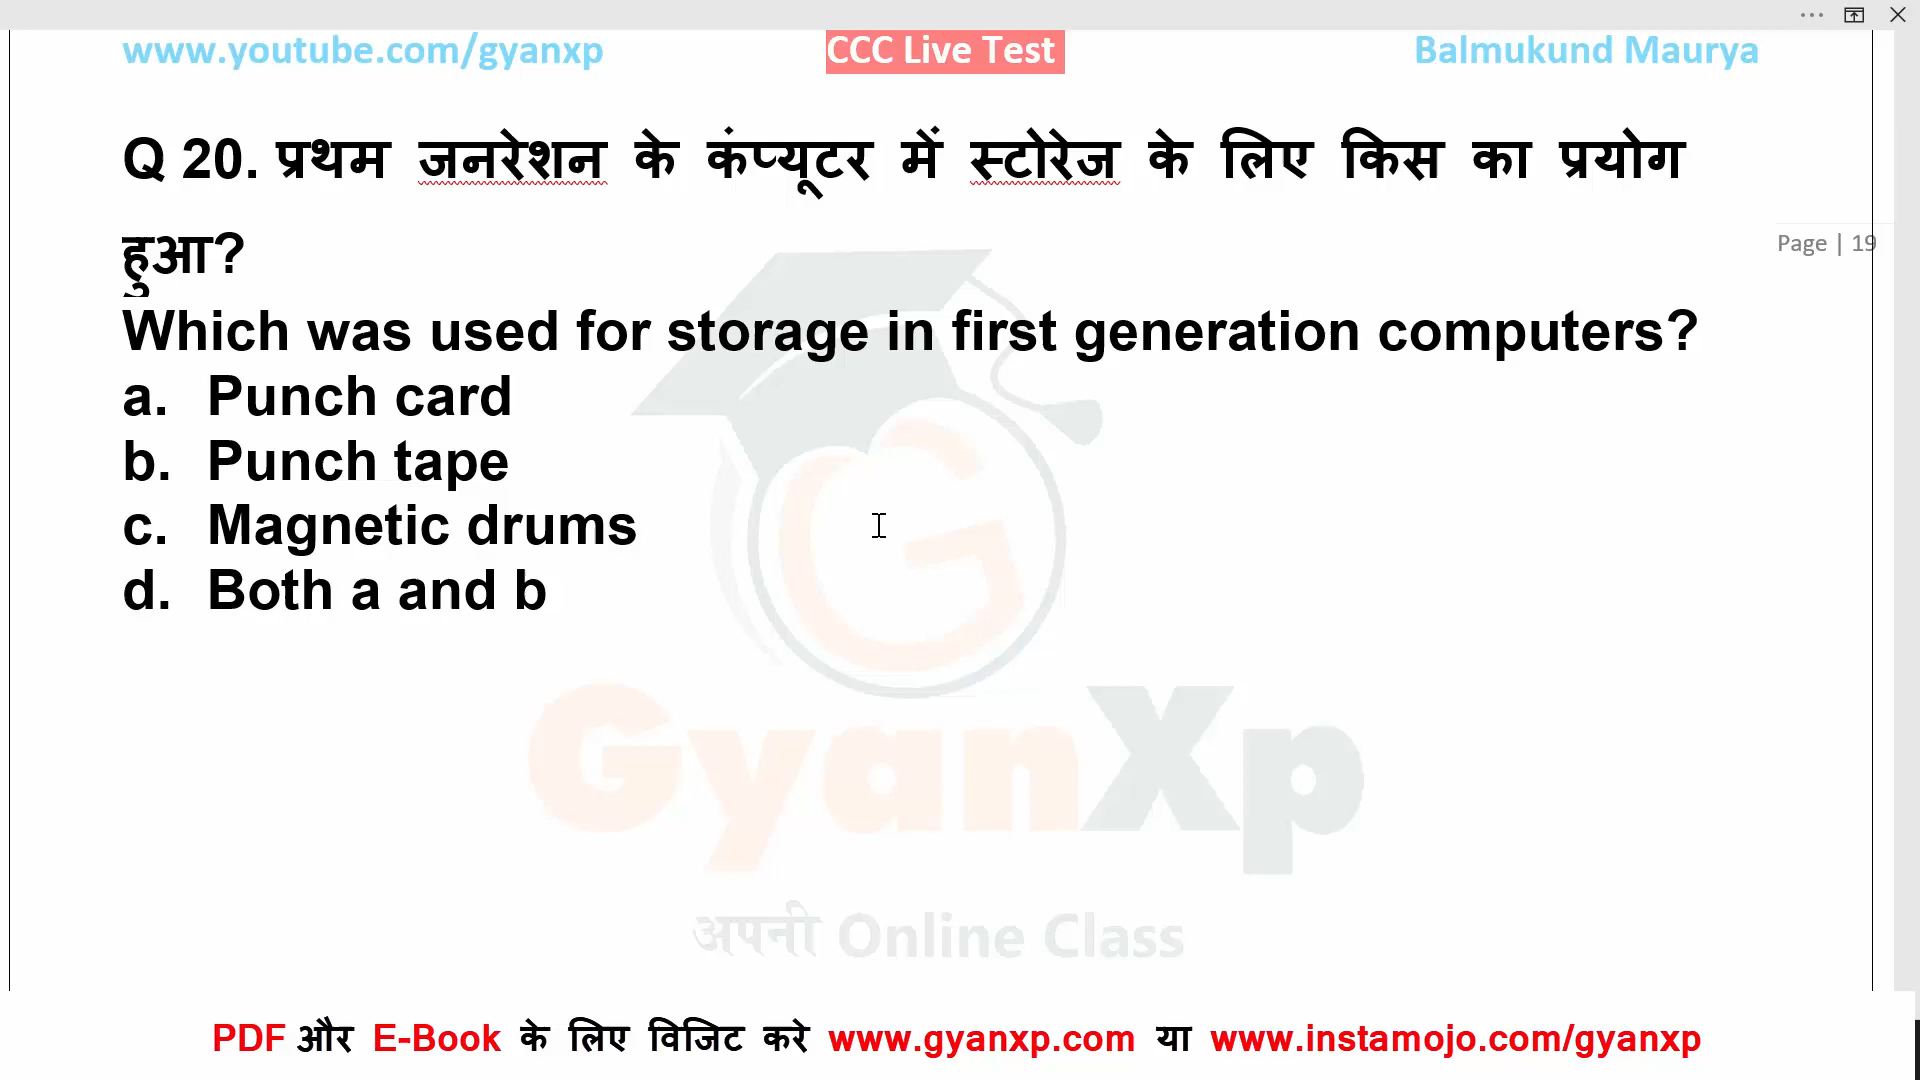 www.youtube.com/gyanxp CCC Live Test Balmukund Maurya
Q 20. प्रथम जनरेशन के कंप्यूटर में स्टोरेज के लिए किस का प्रयोग
हुआ?
Page | 19
Which was used for storage in first generation computers?
a. Punch card
b. Punch tape
c. Magnetic drums
d. Both a and b
G
GyanXp
अपनी Online Class
PDF और E-Book के लिए विजिट करे www.gyanxp.com या www.instamojo.com/gyanxp